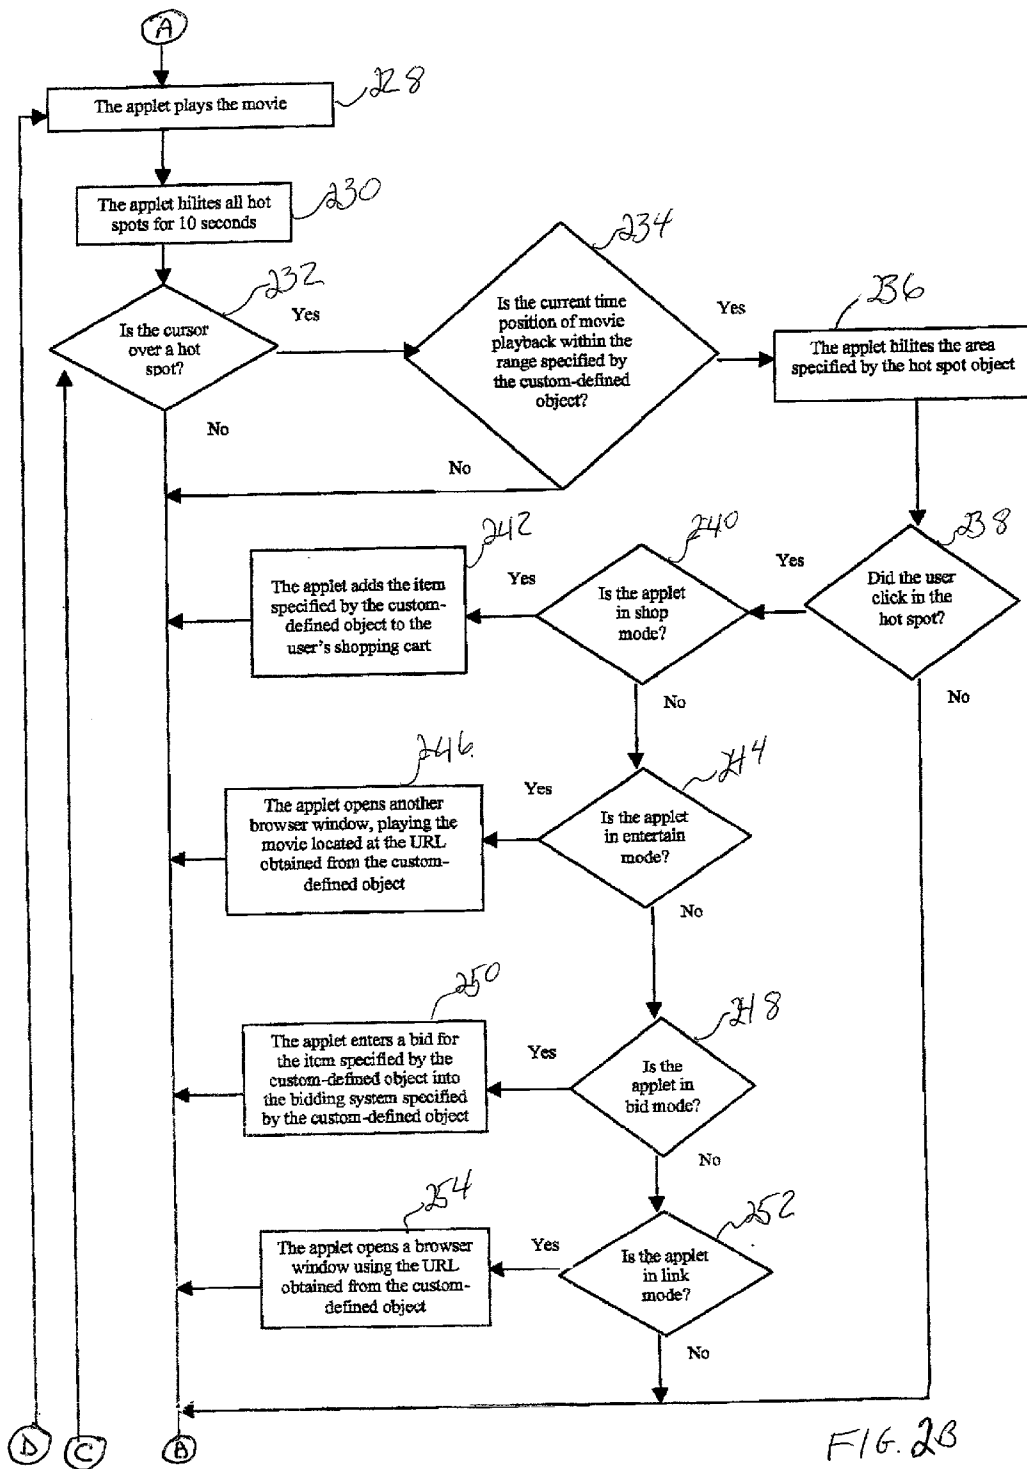 A
228
The applet plays the movie
230
The applet hilites all hot
spots for 10 seconds
232
Is the cursor
over a hot
spot?
Yes
No
234
Is the current time
position of movie
playback within the
range specified by
the custom-defined
object?
Yes
No
236
The applet hilites the area
specified by the hot spot object
238
Did the user
click in the
hot spot?
Yes
No
240
Is the applet
in shop
mode?
Yes
No
242
The applet adds the item
specified by the custom-
defined object to the
user's shopping cart
244
Is the applet
in entertain
mode?
Yes
No
246
The applet opens another
browser window, playing the
movie located at the URL
obtained from the custom-
defined object
248
Is the
applet in
bid mode?
Yes
No
250
The applet enters a bid for
the item specified by the
custom-defined object into
the bidding system specified
by the custom-defined object
252
Is the applet
in link
mode?
Yes
No
254
The applet opens a browser
window using the URL
obtained from the custom-
defined object
D
C
B
FIG. 2B